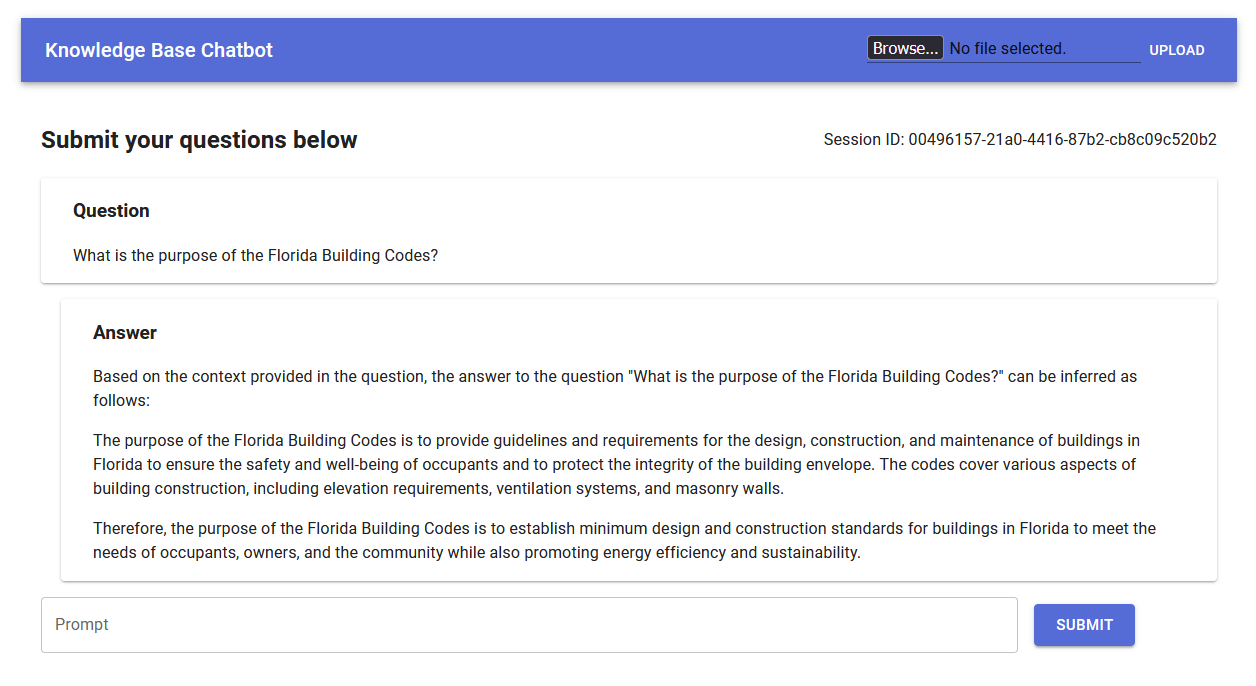 Knowledge Base Chatbot
Browse... No file selected. UPLOAD
Submit your questions below
Session ID: 00496157-21a0-4416-87b2-cb8c09c520b2
Question
What is the purpose of the Florida Building Codes?
Answer
Based on the context provided in the question, the answer to the question "What is the purpose of the Florida Building Codes?" can be inferred as
follows:
The purpose of the Florida Building Codes is to provide guidelines and requirements for the design, construction, and maintenance of buildings in
Florida to ensure the safety and well-being of occupants and to protect the integrity of the building envelope. The codes cover various aspects of
building construction, including elevation requirements, ventilation systems, and masonry walls.
Therefore, the purpose of the Florida Building Codes is to establish minimum design and construction standards for buildings in Florida to meet the
needs of occupants, owners, and the community while also promoting energy efficiency and sustainability.
Prompt
SUBMIT